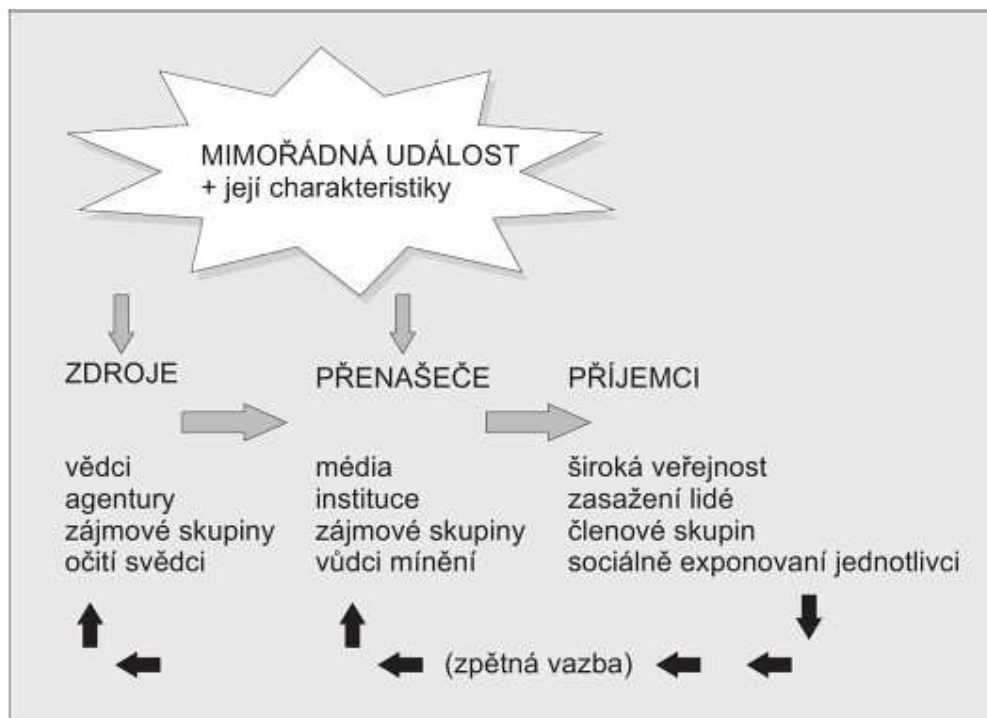 MIMOŘÁDNÁ UDÁLOST
+ její charakteristiky
ZDROJE
PŘENAŠEČE
PŘÍJEMCI
vědci
agentury
zájmové skupiny
očití svědci
média
instituce
zájmové skupiny
vůdci mínění
široká veřejnost
zasažení lidé
členové skupin
sociálně exponovaní jednotlivci
(zpětná vazba)